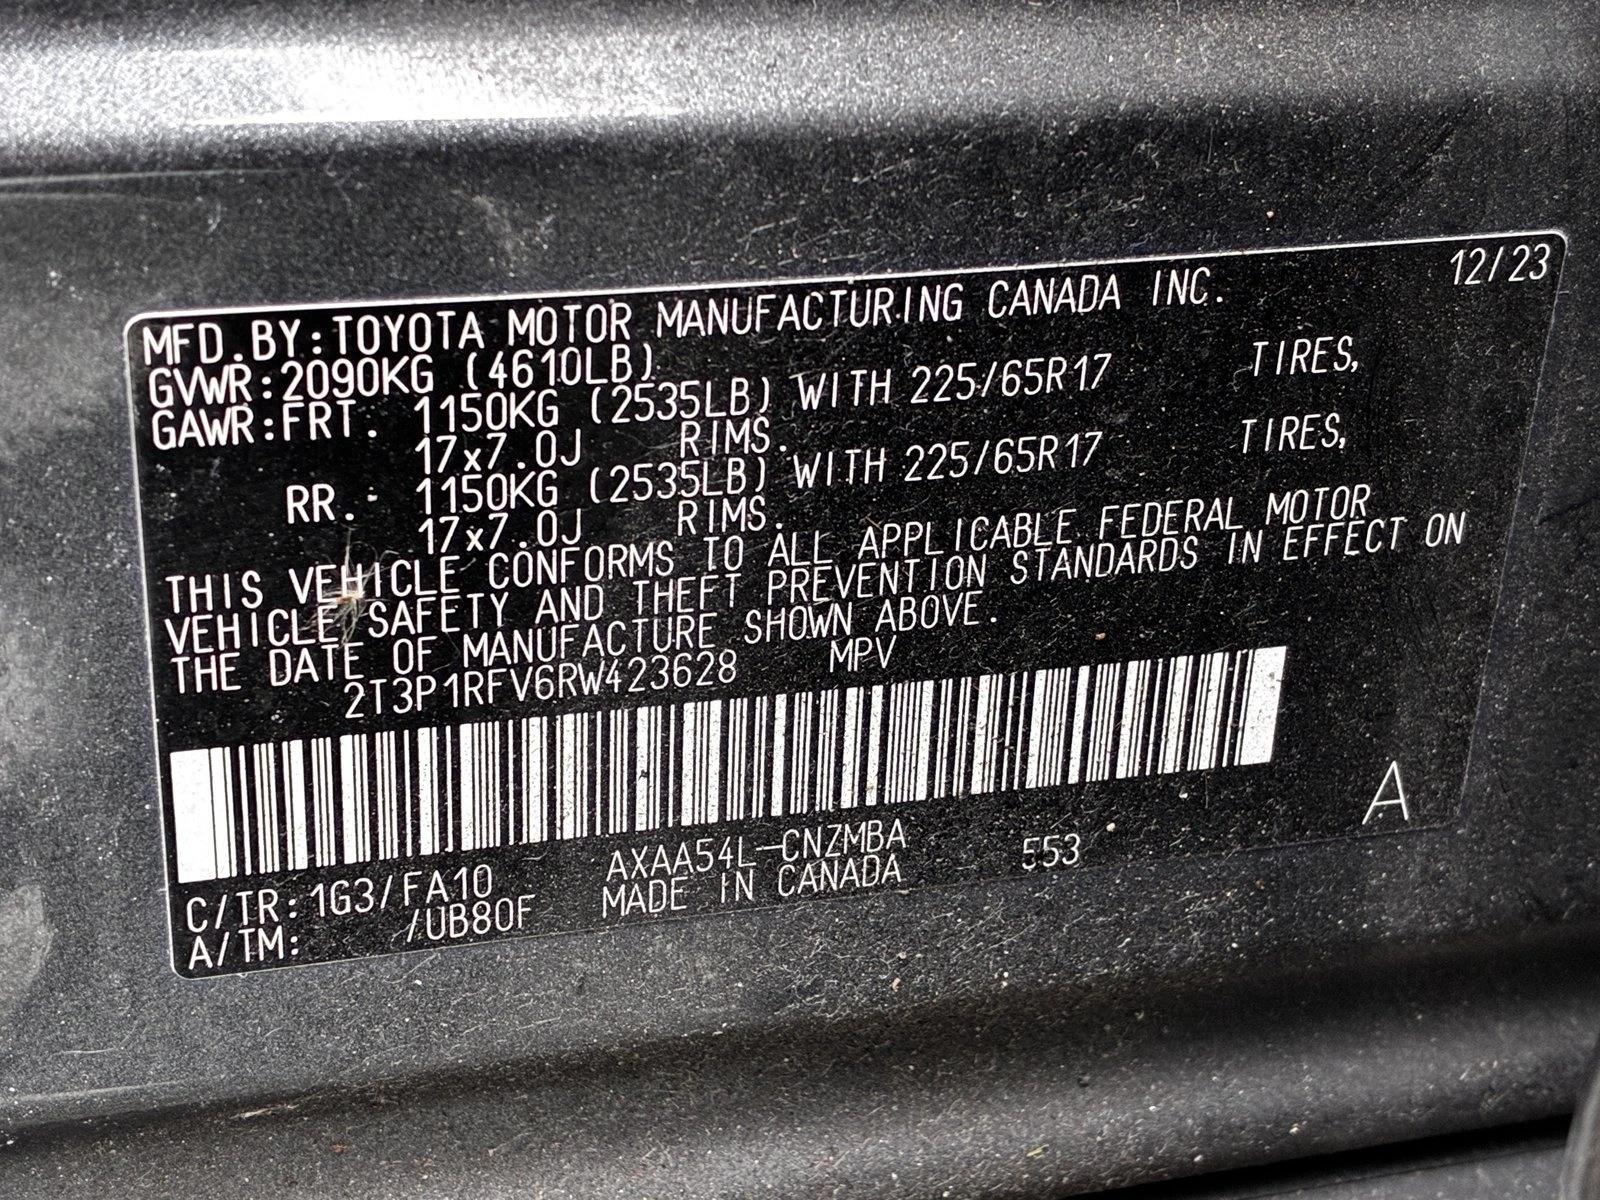 12/23
MFD.BY:TOYOTA MOTOR MANUFACTURING CANADA INC.
GVWR:2090KG (4610LB)
GAWR:FRT. 1150KG (2535LB) WITH 225/65R17 TIRES,
17x7.0J RIMS.
RR. : 1150KG (2535LB) WITH 225/65R17 TIRES,
17x7.0J RIMS.
THIS VEHICLE CONFORMS TO ALL APPLICABLE FEDERAL MOTOR
VEHICLE SAFETY AND THEFT PREVENTION STANDARDS IN EFFECT ON
THE DATE OF MANUFACTURE SHOWN ABOVE.
2T3P1RFV6RW423628 MPV
A
C/TR:1G3/FA10 AXAA54L-CNZMBA 553
A/TM: /UB80F MADE IN CANADA